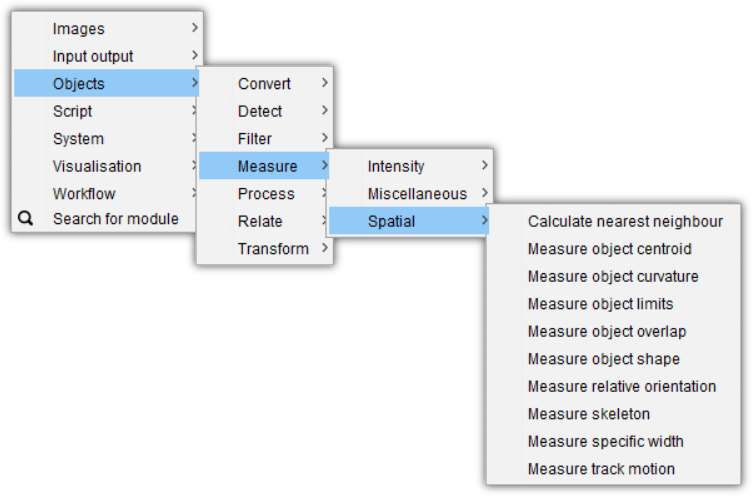 Images
Input output
Objects
Script
System
Visualisation
Workflow
Search for module
Convert
Detect
Filter
Measure
Process
Relate
Transform
Intensity
Miscellaneous
Spatial
Calculate nearest neighbour
Measure object centroid
Measure object curvature
Measure object limits
Measure object overlap
Measure object shape
Measure relative orientation
Measure skeleton
Measure specific width
Measure track motion